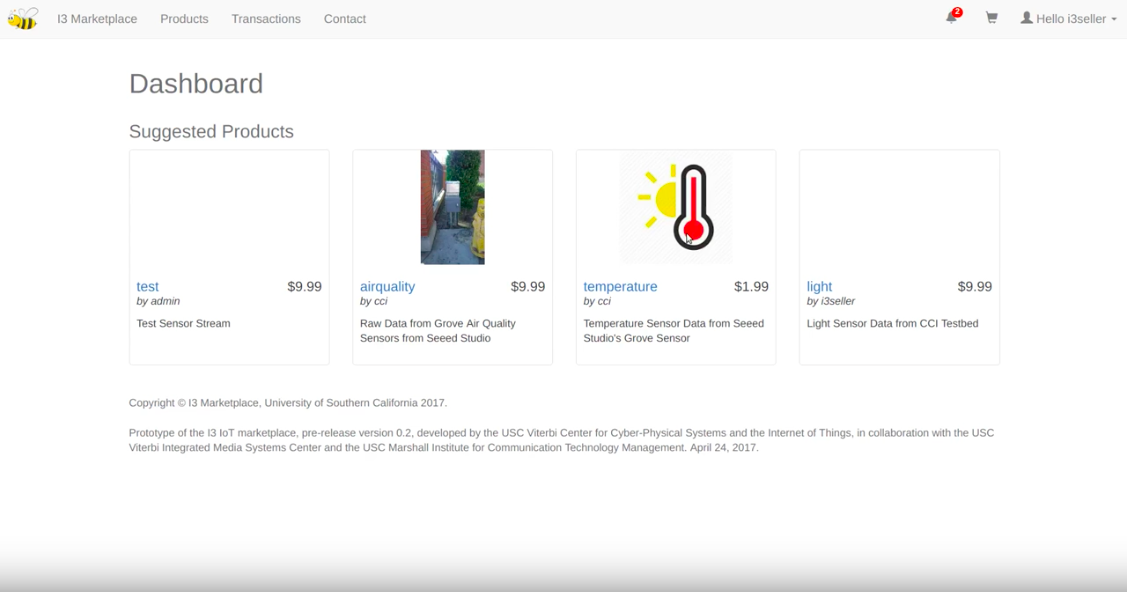 I3 Marketplace Products Transactions Contact 2 Hello i3seller
Dashboard
Suggested Products
test $9.99
by admin
Test Sensor Stream
airquality $9.99
by cci
Raw Data from Grove Air Quality
Sensors from Seeed Studio
temperature $1.99
by cci
Temperature Sensor Data from Seeed
Studio's Grove Sensor
light $9.99
by i3seller
Light Sensor Data from CCI Testbed
Copyright © I3 Marketplace, University of Southern California 2017.
Prototype of the I3 IoT marketplace, pre-release version 0.2, developed by the USC Viterbi Center for Cyber-Physical Systems and the Internet of Things, in collaboration with the USC
Viterbi Integrated Media Systems Center and the USC Marshall Institute for Communication Technology Management. April 24, 2017.